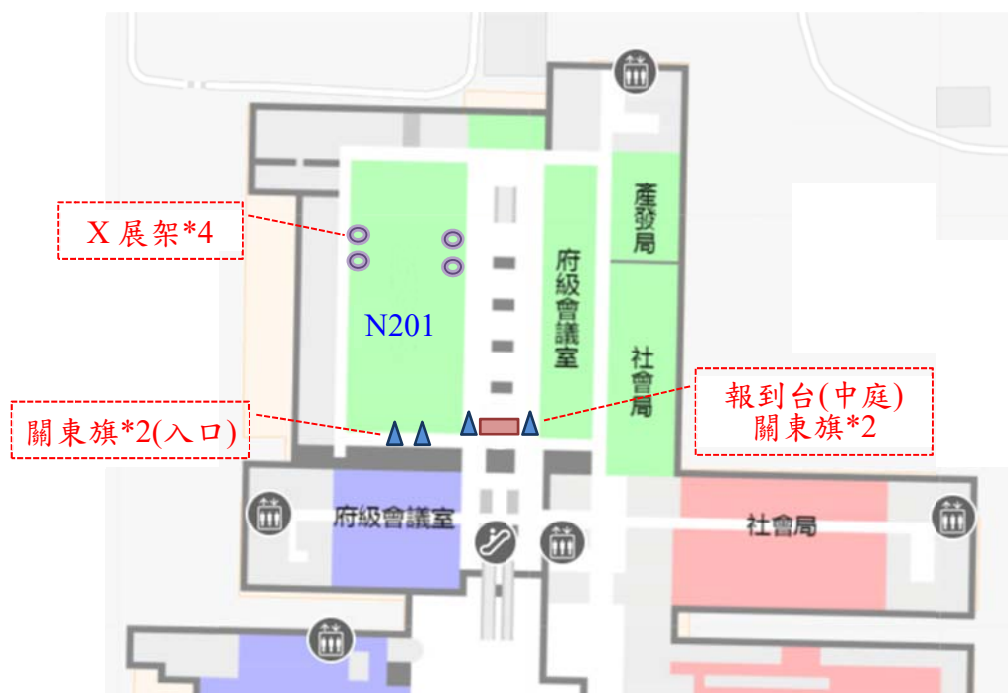 X 展架*4
產發局
府級會議室
N201
社會局
關東旗*2(入口)
報到台(中庭)
關東旗*2
府級會議室
社會局